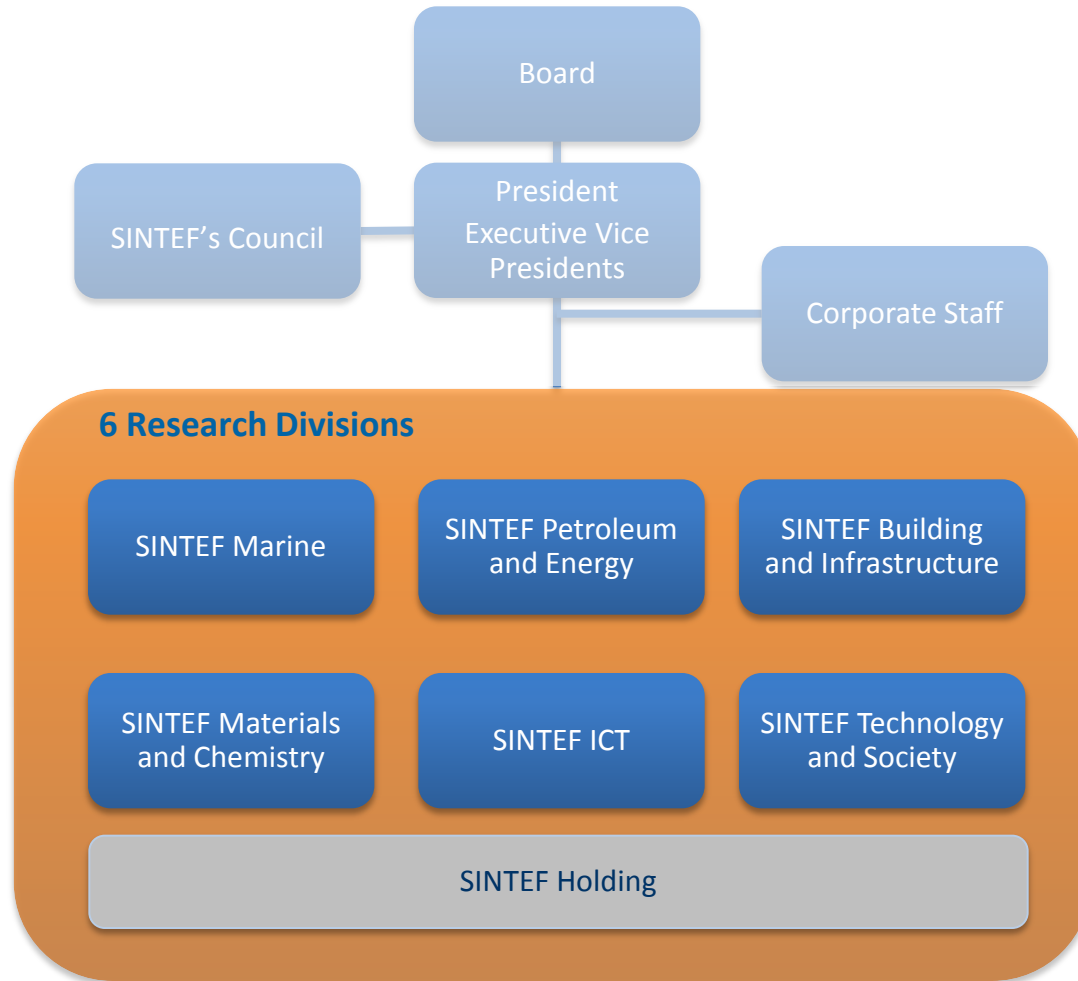 Board
President
Executive Vice
Presidents
SINTEF’s Council
Corporate Staff
6 Research Divisions
SINTEF Marine
SINTEF Petroleum
and Energy
SINTEF Building
and Infrastructure
SINTEF Materials
and Chemistry
SINTEF ICT
SINTEF Technology
and Society
SINTEF Holding